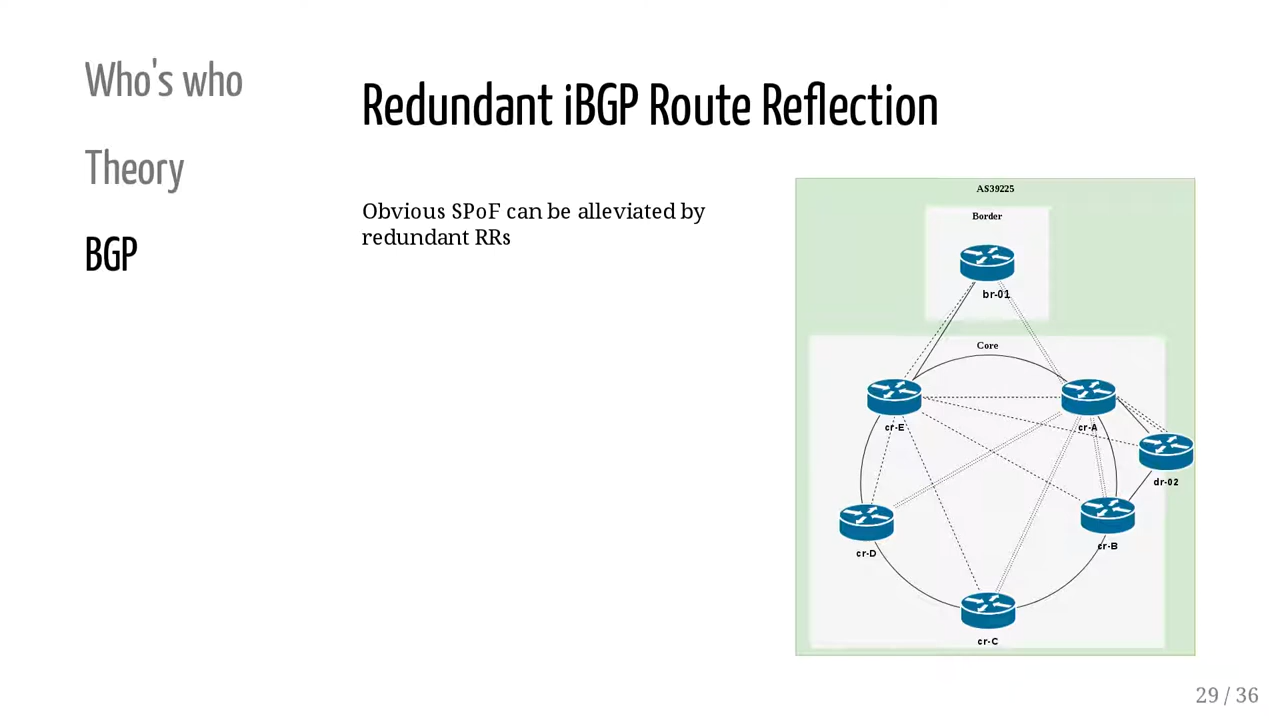 Who's who
Theory
BGP
Redundant iBGP Route Reflection
Obvious SPoF can be alleviated by
redundant RRs
AS39225
Border
br-01
Core
cr-E
cr-A
dr-02
cr-D
cr-B
cr-C
29 / 36